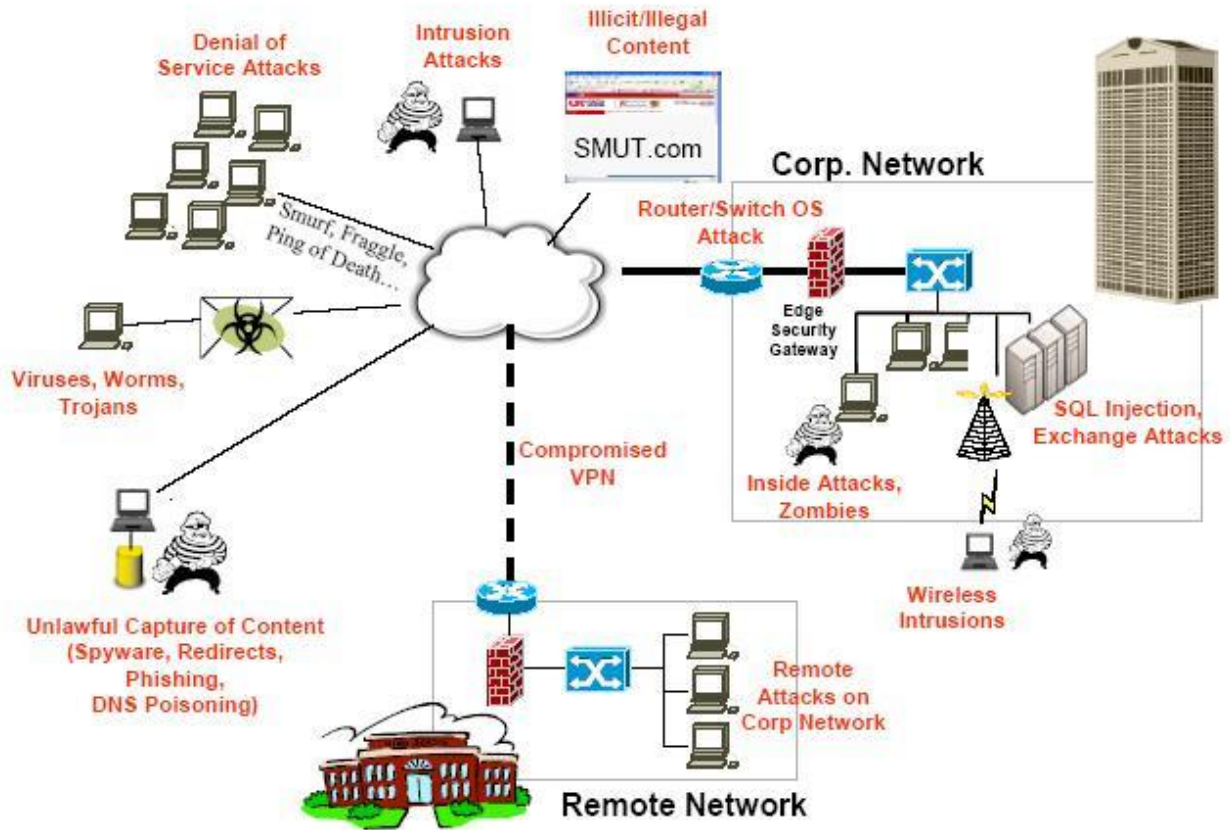 Denial of
Service Attacks
Intrusion
Attacks
Illicit/Illegal
Content
SMUT.com
Smurf, Fraggle,
Ping of Death...
Corp. Network
Router/Switch OS
Attack
Edge
Security
Gateway
Viruses, Worms,
Trojans
SQL Injection,
Exchange Attacks
Compromised
VPN
Inside Attacks,
Zombies
Wireless
Intrusions
Unlawful Capture of Content
(Spyware, Redirects,
Phishing,
DNS Poisoning)
Remote
Attacks on
Corp Network
Remote Network